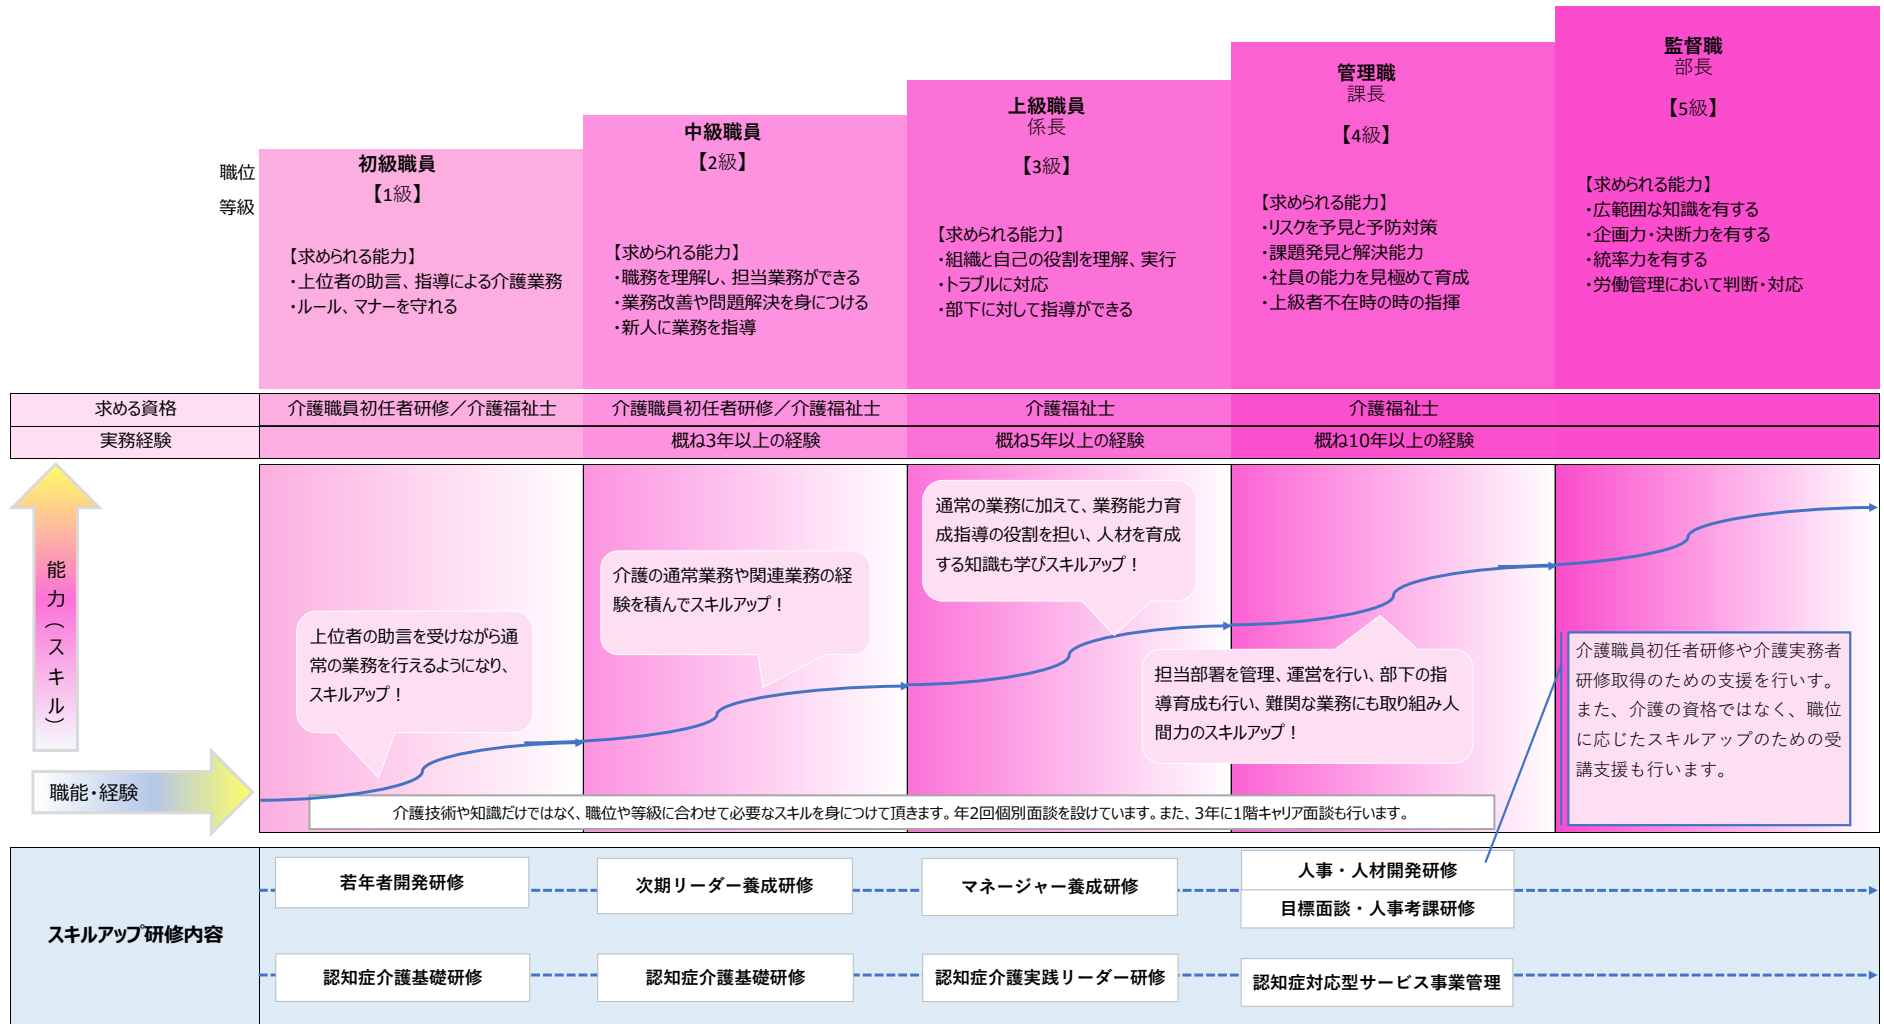 職位
等級
初級職員
【1級】
【求められる能力】
・上位者の助言、指導による介護業務
・ルール、マナーを守れる
中級職員
【2級】
【求められる能力】
・職務を理解し、担当業務ができる
・業務改善や問題解決を身につける
・新人に業務を指導
上級職員
係長
【3級】
【求められる能力】
・組織と自己の役割を理解、実行
・トラブルに対応
・部下に対して指導ができる
管理職
課長
【4級】
【求められる能力】
・リスクを予見と予防対策
・課題発見と解決能力
・社員の能力を見極めて育成
・上級者不在時の時の指揮
監督職
部長
【5級】
【求められる能力】
・広範囲な知識を有する
・企画力・決断力を有する
・統率力を有する
・労働管理において判断・対応
求める資格
介護職員初任者研修／介護福祉士
介護職員初任者研修／介護福祉士
介護福祉士
介護福祉士
実務経験
概ね3年以上の経験
概ね5年以上の経験
概ね10年以上の経験
能力（スキル）
職能・経験
上位者の助言を受けながら通
常の業務を行えるようになり、
スキルアップ！
介護の通常業務や関連業務の経
験を積んでスキルアップ！
通常の業務に加えて、業務能力育
成指導の役割を担い、人材を育成
する知識も学びスキルアップ！
担当部署を管理、運営を行い、部下の指
導育成も行い、難関な業務にも取り組み人
間力のスキルアップ！
介護職員初任者研修や介護実務者
研修取得のための支援を行いす。
また、介護の資格ではなく、職位
に応じたスキルアップのための受
講支援も行います。
介護技術や知識だけではなく、職位や等級に合わせて必要なスキルを身につけて頂きます。年2回個別面談を設けています。また、3年に1階キャリア面談も行います。
スキルアップ研修内容
若年者開発研修
次期リーダー養成研修
マネージャー養成研修
人事・人材開発研修
目標面談・人事考課研修
認知症介護基礎研修
認知症介護基礎研修
認知症介護実践リーダー研修
認知症対応型サービス事業管理